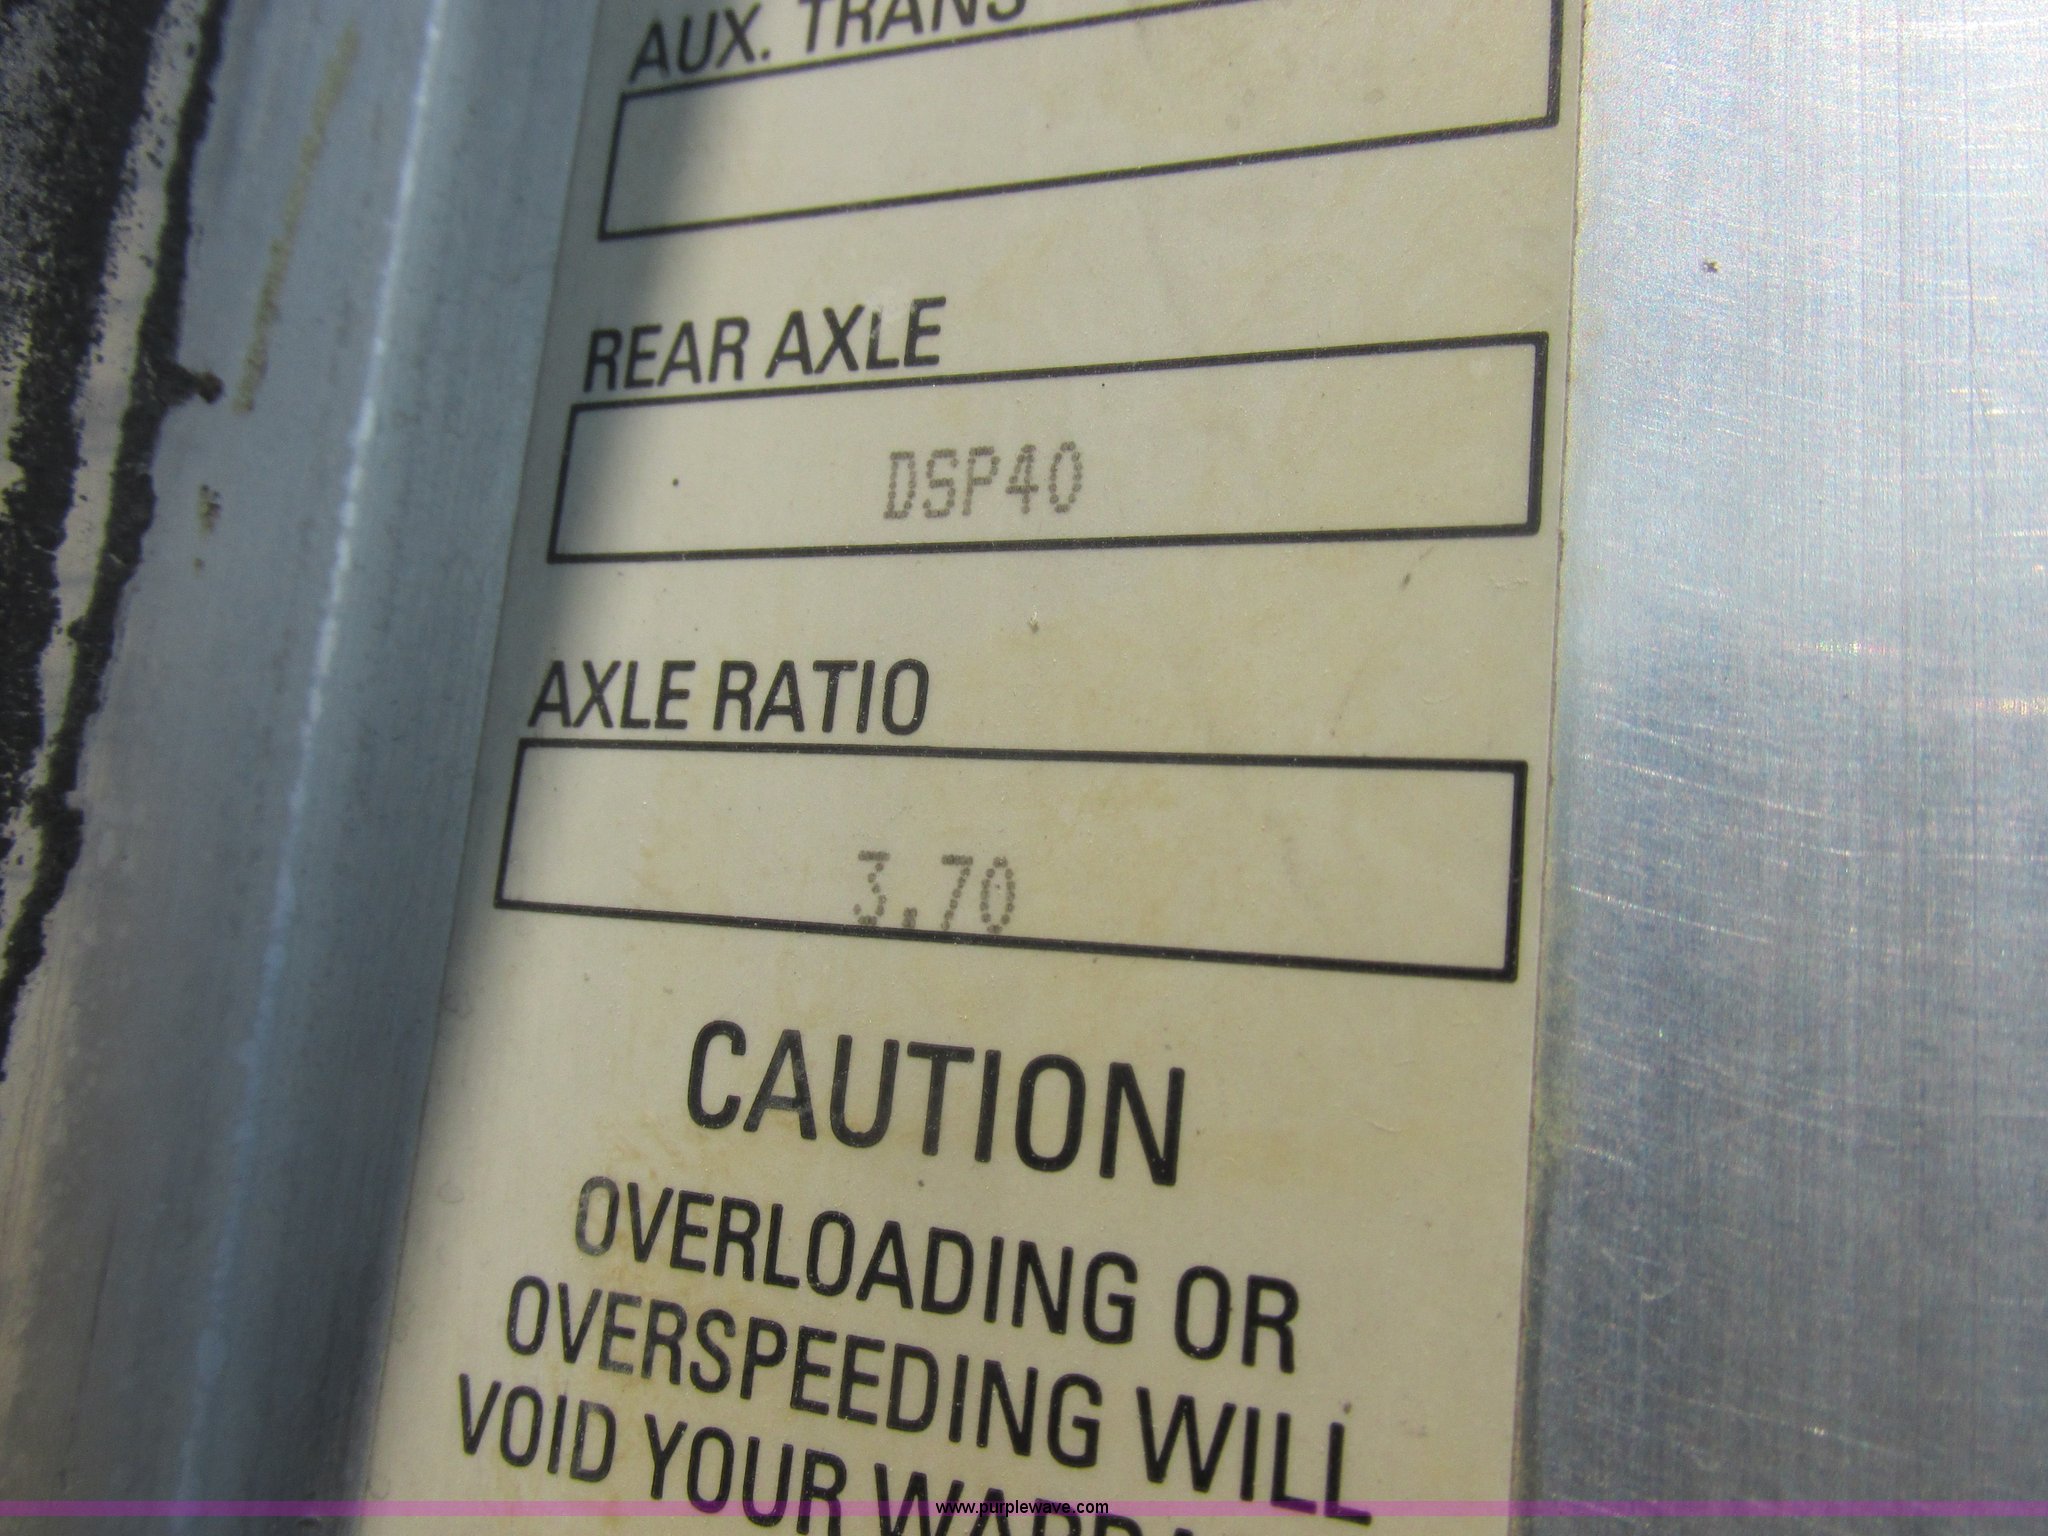 AUX. TRANS
REAR AXLE
DSP40
AXLE RATIO
3.70
CAUTION
OVERLOADING OR
OVERSPEEDING WILL
VOID YOUR
www.purplewave.com